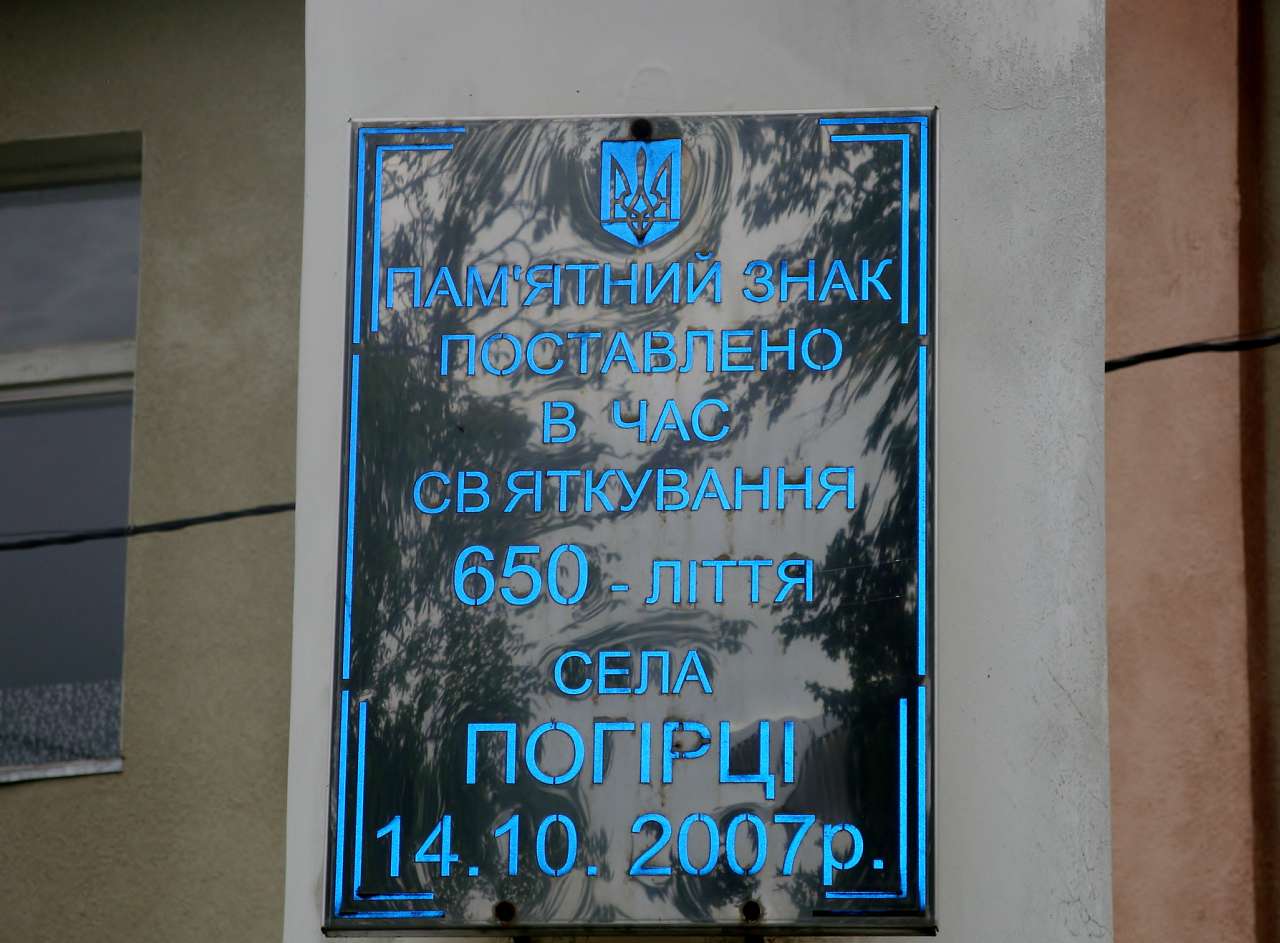 ПАМ'ЯТНИЙ ЗНАК
ПОСТАВЛЕНО
В ЧАС
СВ ЯТКУВАННЯ
650 - ЛІТТЯ
СЕЛА
ПОГІРЦІ
14.10. 2007р.